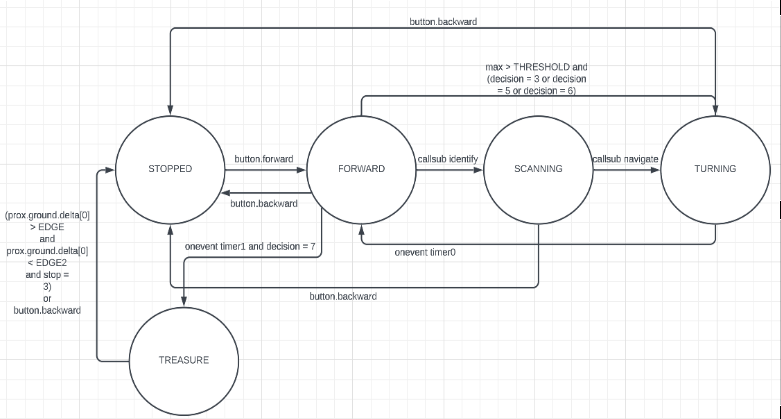 button.backward
max > THRESHOLD and
(decision = 3 or decision
= 5 or decision = 6)
STOPPED
button.forward
FORWARD
callsub identify
SCANNING
callsub navigate
TURNING
button.backward
(prox.ground.delta[0]
> EDGE
and
prox.ground.delta[0]
< EDGE2
and stop =
3)
or
button.backward
onevent timer1 and decision = 7
onevent timer0
button.backward
TREASURE